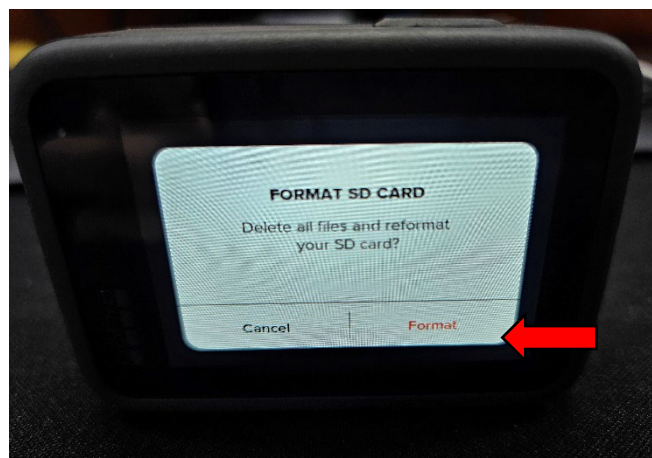 FORMAT SD CARD
Delete all files and reformat
your SD card?
Cancel
Format